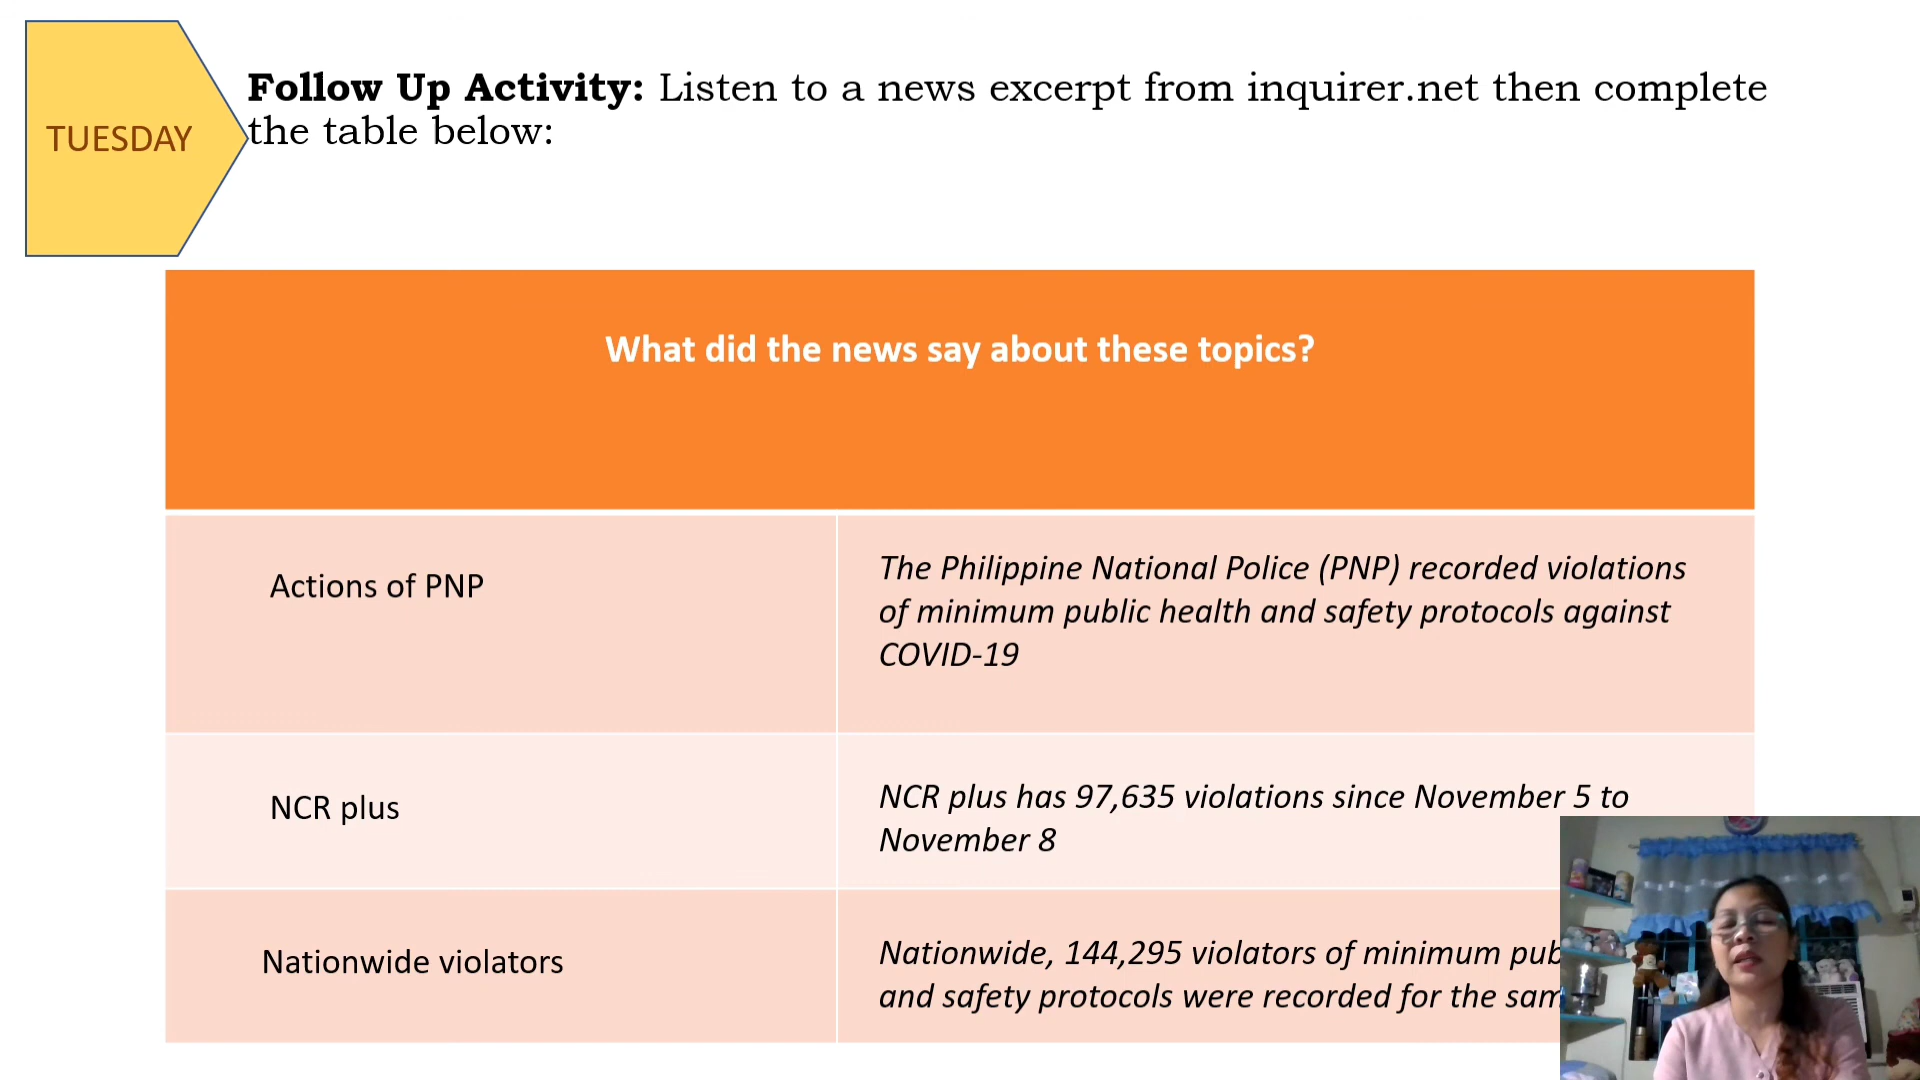 TUESDAY
Follow Up Activity: Listen to a news excerpt from inquirer.net then complete
the table below:
What did the news say about these topics?
Actions of PNP
The Philippine National Police (PNP) recorded violations
of minimum public health and safety protocols against
COVID-19
NCR plus
NCR plus has 97,635 violations since November 5 to
November 8
Nationwide violators
Nationwide, 144,295 violators of minimum
and safety protocols were recorded for the